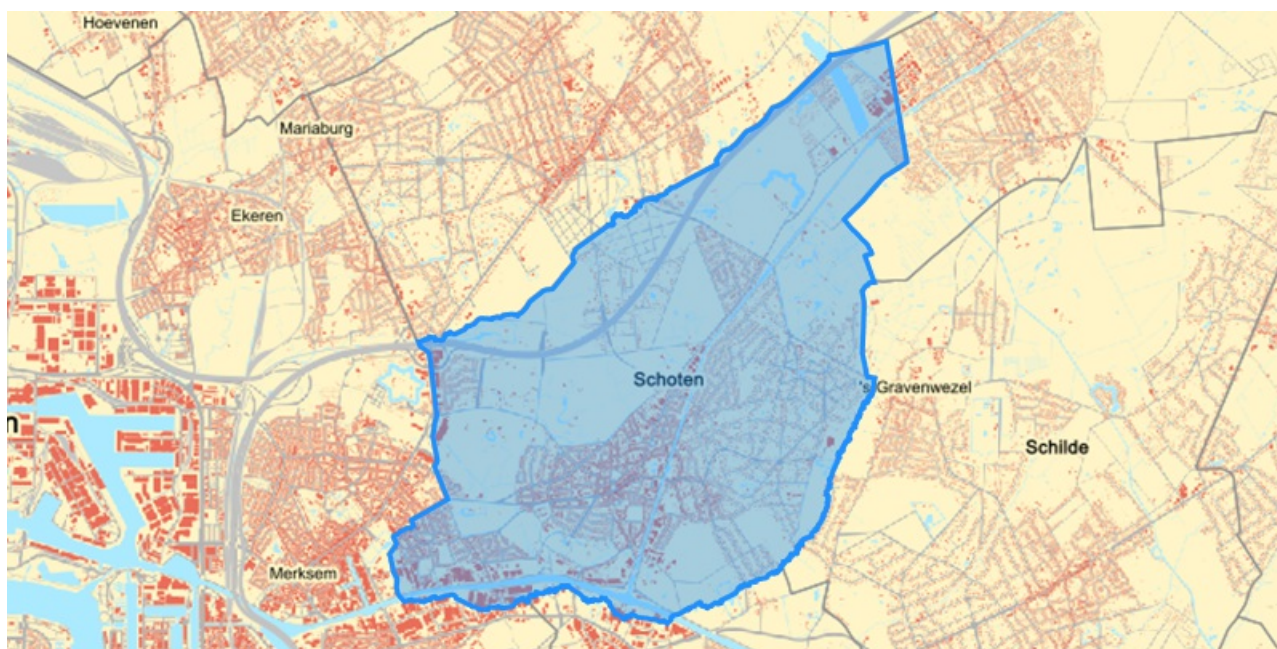 Hoevenen
Mariaburg
Ekeren
Schoten
's Gravenwezel
n
Schilde
Merksem